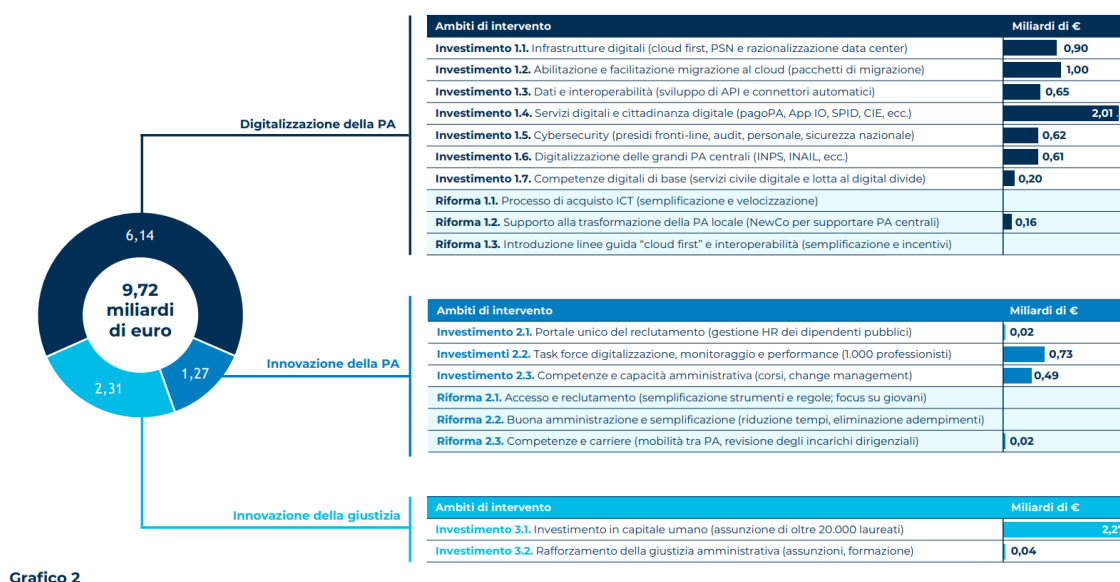 Ambiti di intervento Miliardi di €
Investimento 1.1. Infrastrutture digitali (cloud first, PSN e razionalizzazione data center) 0,90
Investimento 1.2. Abilitazione e facilitazione migrazione al cloud (pacchetti di migrazione) 1,00
Investimento 1.3. Dati e interoperabilità (sviluppo di API e connettori automatici) 0,65
Investimento 1.4. Servizi digitali e cittadinanza digitale (pagoPA, App IO, SPID, CIE, ecc.) 2,01
Investimento 1.5. Cybersecurity (presidi fronti-line, audit, personale, sicurezza nazionale) 0,62
Investimento 1.6. Digitalizzazione delle grandi PA centrali (INPS, INAIL, ecc.) 0,61
Investimento 1.7. Competenze digitali di base (servizi civile digitale e lotta al digital divide) 0,20
Riforma 1.1. Processo di acquisto ICT (semplificazione e velocizzazione)
Riforma 1.2. Supporto alla trasformazione della PA locale (NewCo per supportare PA centrali) 0,16
Riforma 1.3. Introduzione linee guida “cloud first” e interoperabilità (semplificazione e incentivi)
Digitalizzazione della PA
6,14
9,72
miliardi
di euro
2,31
1,27
Innovazione della PA
Ambiti di intervento Miliardi di €
Investimento 2.1. Portale unico del reclutamento (gestione HR dei dipendenti pubblici) 0,02
Investimenti 2.2. Task force digitalizzazione, monitoraggio e performance (1.000 professionisti) 0,73
Investimento 2.3. Competenze e capacità amministrativa (corsi, change management) 0,49
Riforma 2.1. Accesso e reclutamento (semplificazione strumenti e regole; focus su giovani)
Riforma 2.2. Buona amministrazione e semplificazione (riduzione tempi, eliminazione adempimenti)
Riforma 2.3. Competenze e carriere (mobilità tra PA, revisione degli incarichi dirigenziali) 0,02
Innovazione della giustizia
Ambiti di intervento Miliardi di €
Investimento 3.1. Investimento in capitale umano (assunzione di oltre 20.000 laureati)
Investimento 3.2. Rafforzamento della giustizia amministrativa (assunzioni, formazione) 0,04
Grafico 2